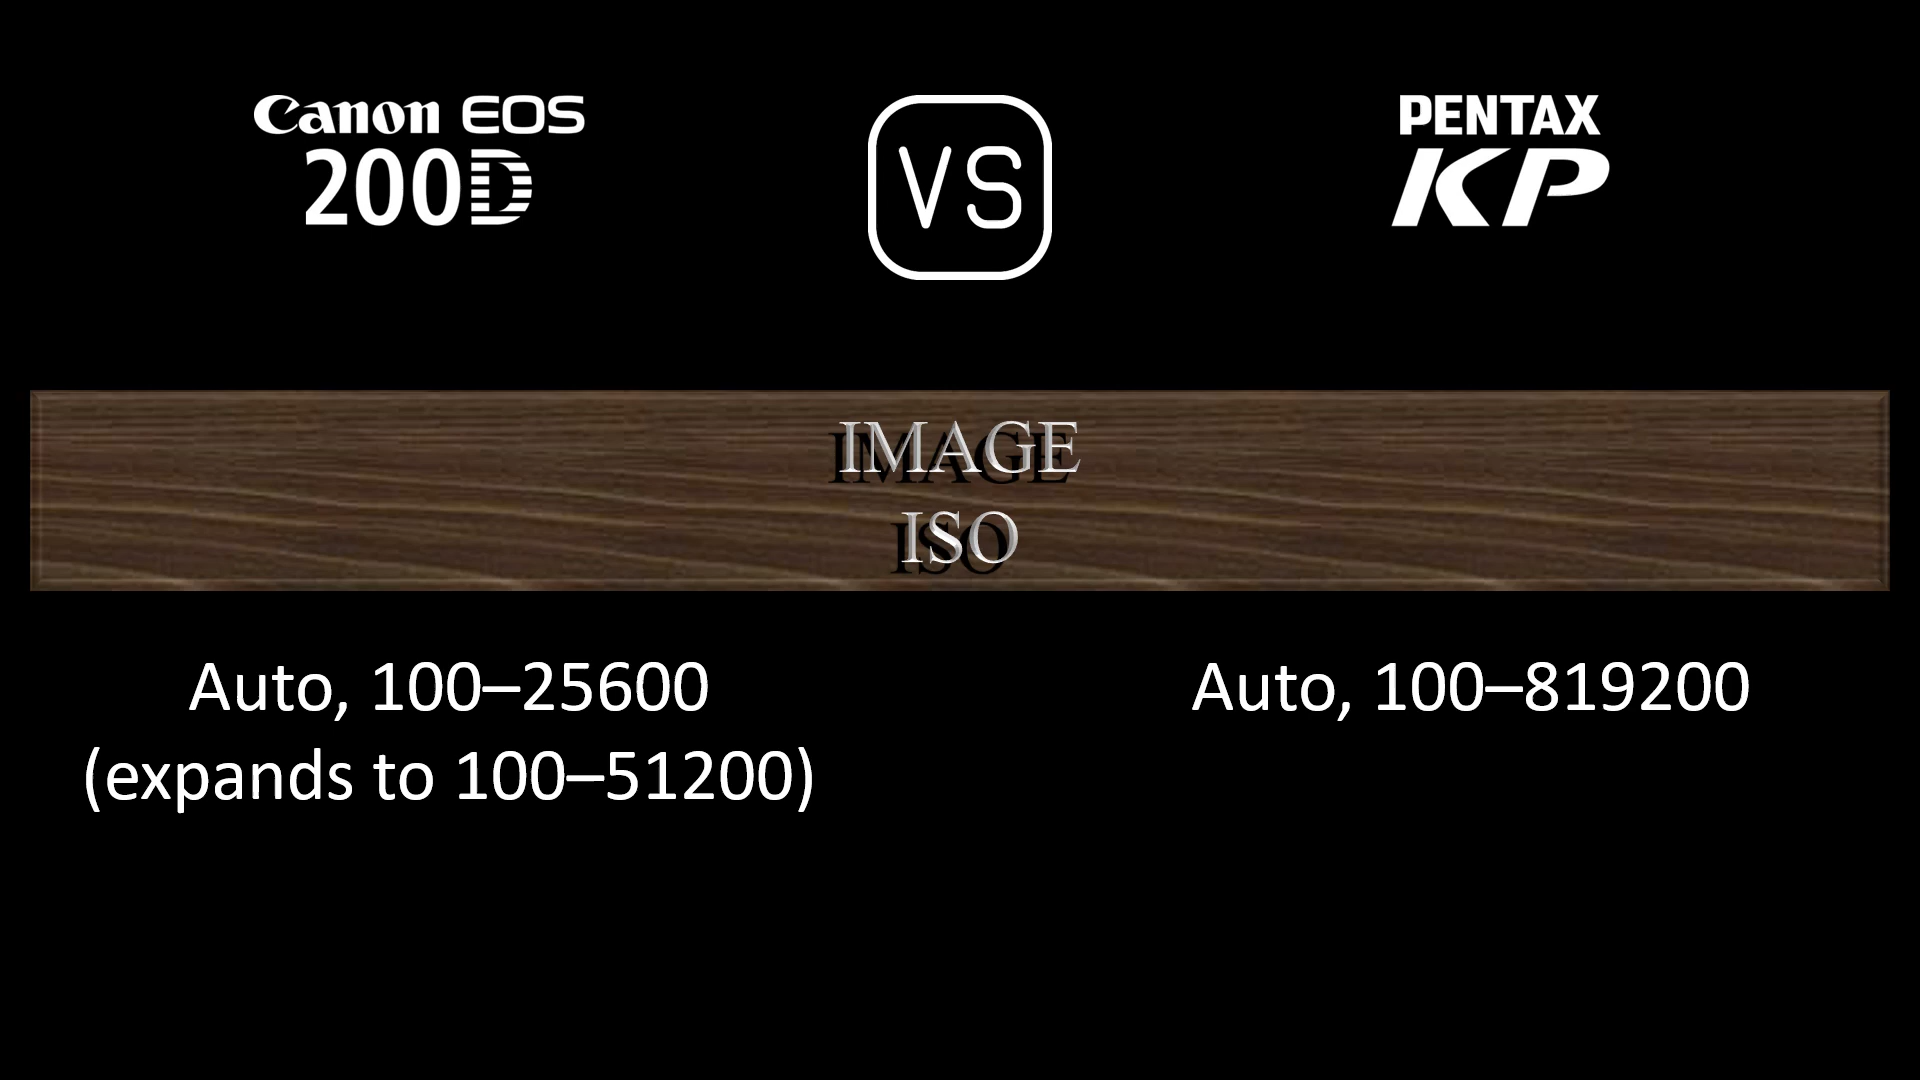 Canon EOS
200D
VS
PENTAX
KP
IMAGE
ISO
Auto, 100–25600
(expands to 100–51200)
Auto, 100–819200